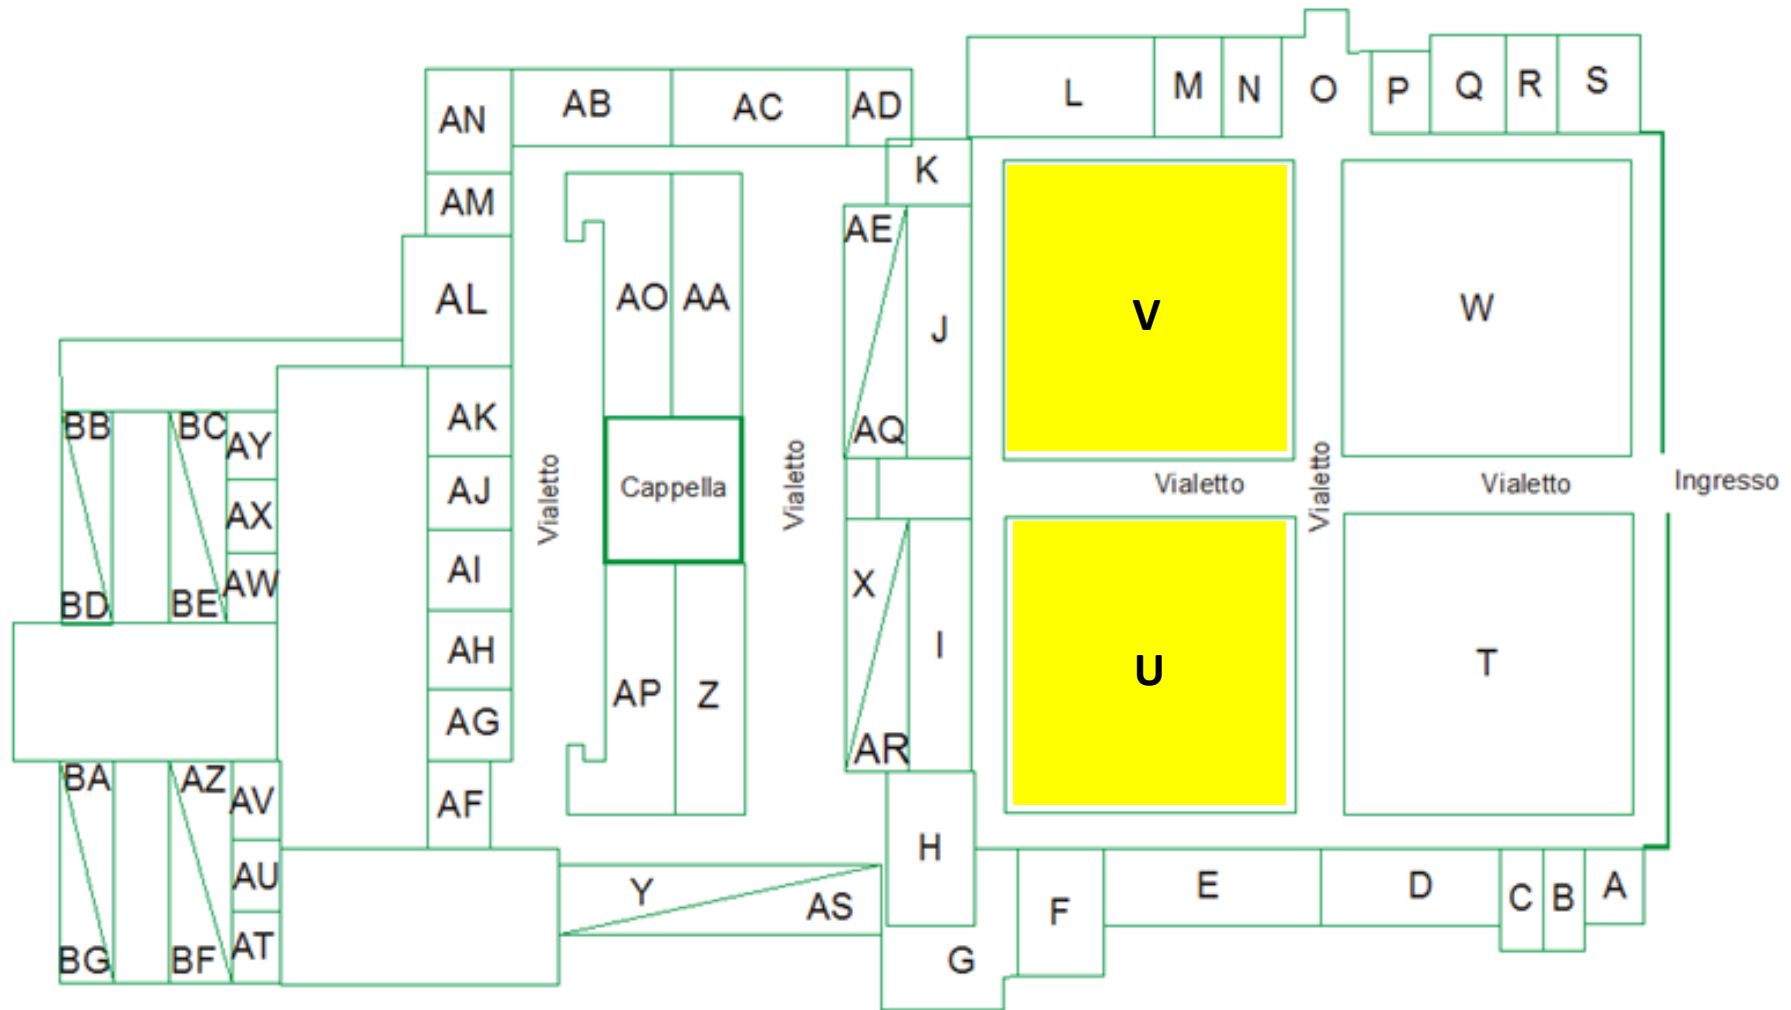 L M N O P Q R S
AN AB AC AD
K
AM
AE
AL AO AA J V W
BB BC AY AK AQ
Vialetto Cappella Vialetto Vialetto Vialetto Vialetto Ingresso
AX AJ
BD BE AW AI X
AH I U T
AP Z
AG AR
BA AZ AV AF
H
AU Y AS F E D C B A
BG BF AT G